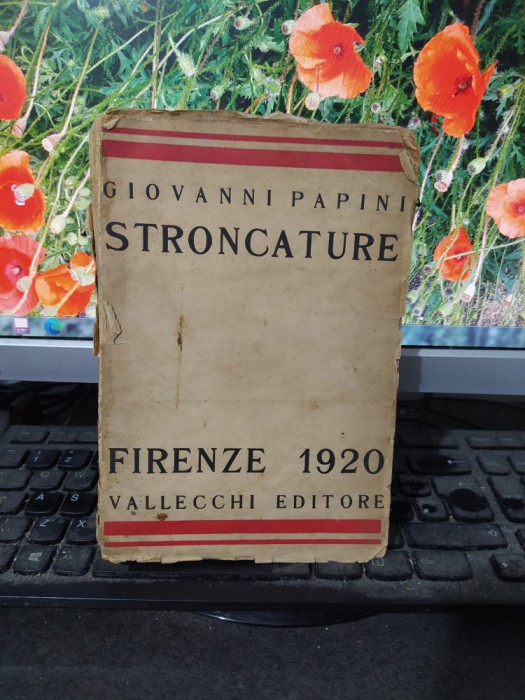 GIOVANNI PAPINI
STRONCATURE
FIRENZE 1920
VALLECCHI EDITORE
A S
Z X